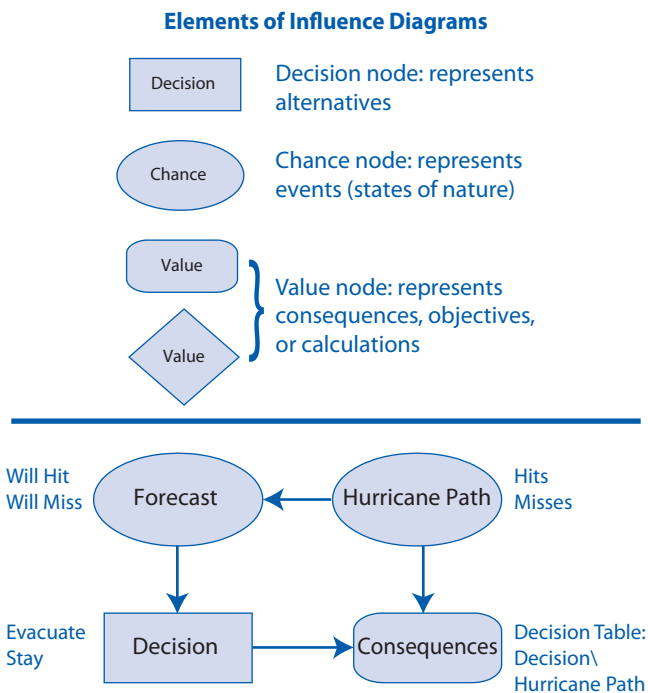 Elements of Influence Diagrams
Decision
Decision node: represents
alternatives
Chance
Chance node: represents
events (states of nature)
Value
Value
Value node: represents
consequences, objectives,
or calculations
Will Hit
Will Miss
Forecast
Hurricane Path
Hits
Misses
Evacuate
Stay
Decision
Consequences
Decision Table:
Decision\
Hurricane Path